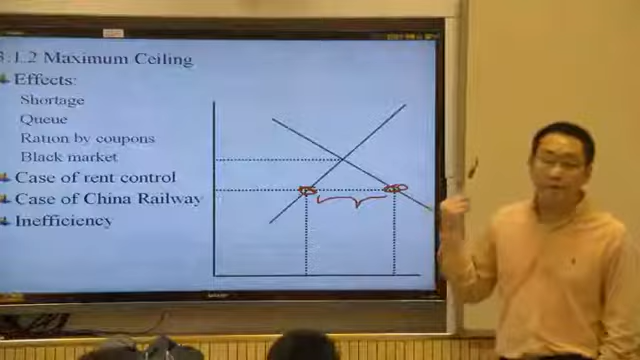 3.1.2 Maximum Ceiling
Effects:
Shortage
Queue
Ration by coupons
Black market
Case of rent control
Case of China Railway
Inefficiency